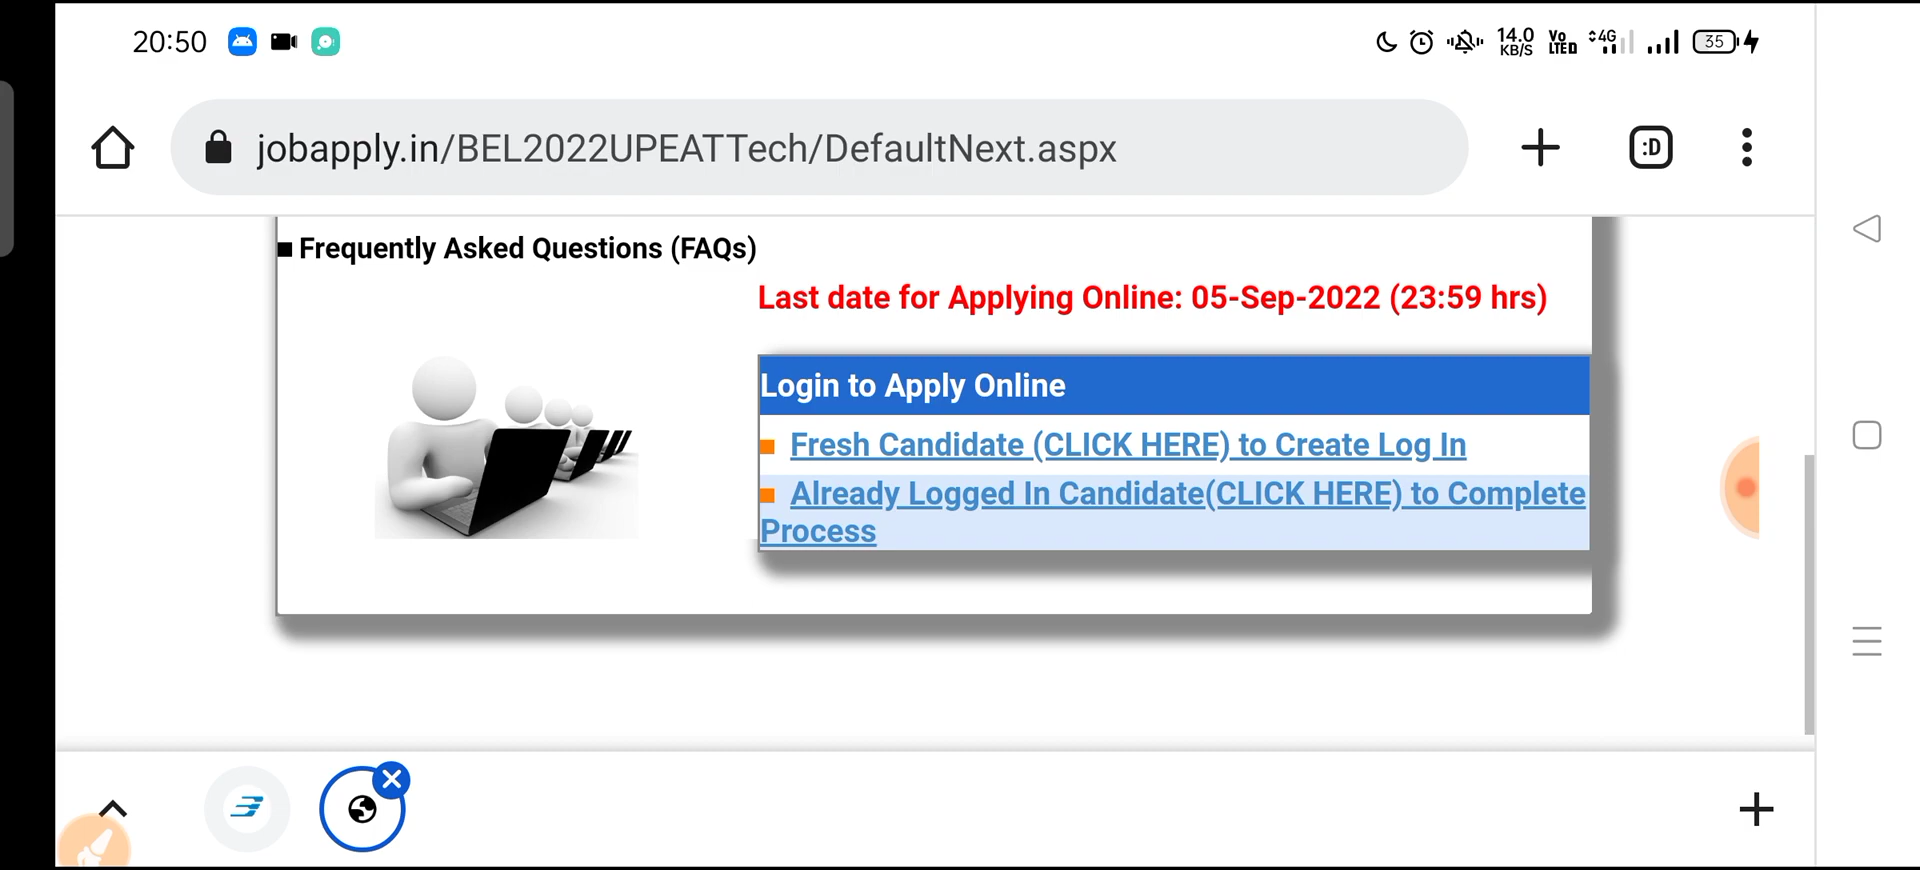 20:50
14.0
KB/S
Vo
LTE
4G
35
jobapply.in/BEL2022UPEATTech/DefaultNext.aspx
:D
Frequently Asked Questions (FAQs)
Last date for Applying Online: 05-Sep-2022 (23:59 hrs)
Login to Apply Online
Fresh Candidate (CLICK HERE) to Create Log In
Already Logged In Candidate(CLICK HERE) to Complete
Process